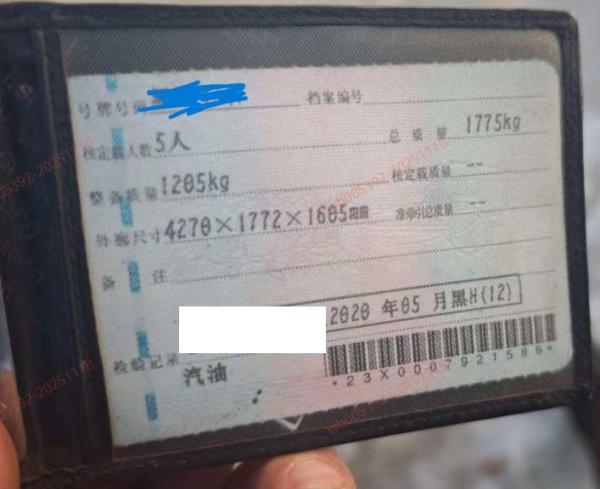 号牌号码 档案编号
核定载人数 5人 总质量 1775kg
整备质量 1205kg 核定载质量 --
外廓尺寸 4270×1772×1605mm 准牵引总质量 --
备注
2020 年05 月黑H(12)
检验记录
汽油
*23X0007921586*